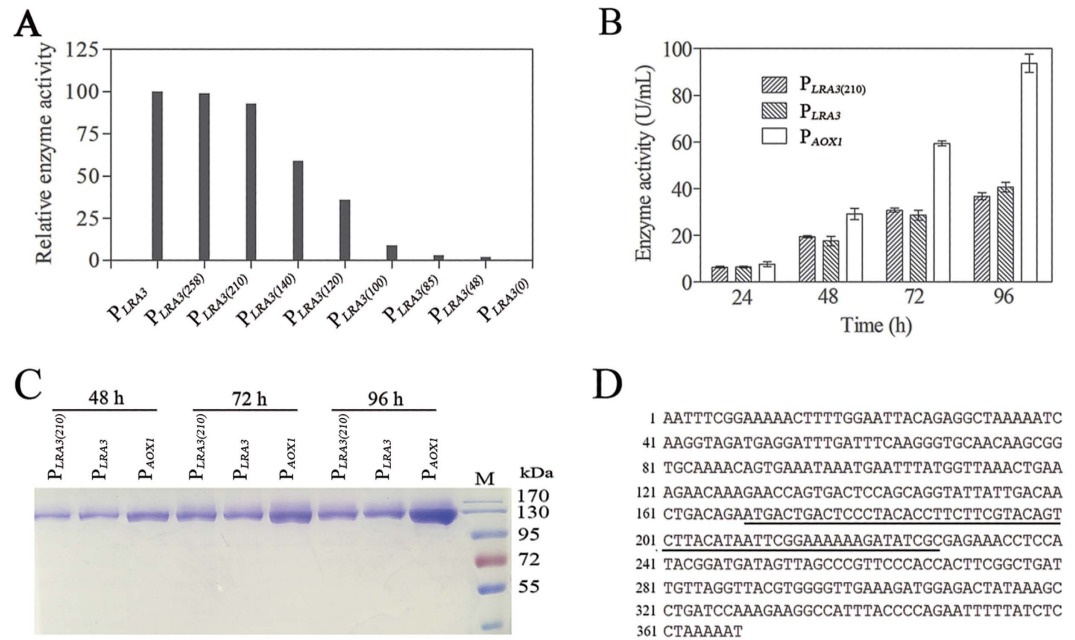 A
Relative enzyme activity
125
100
75
50
25
0
PLRA3
PLRA3(258)
PLRA3(210)
PLRA3(140)
PLRA3(120)
PLRA3(100)
PLRA3(85)
PLRA3(48)
PLRA3(0)
B
Enzyme activity (U/mL)
100
80
60
40
20
0
PLRA3(210)
PLRA3
PAOX1
24 48 72 96
Time (h)
C
48 h 72 h 96 h
PLRA3(210) PLRA3 PAOX1 PLRA3(210) PLRA3 PAOX1 PLRA3(210) PLRA3 PAOX1 M kDa
170
130
95
72
55
D
1 AATTTCGGAAAAACTTTTGGAATTACAGAGGCTAAAAATC
41 AAGGTAGATGAGGATTTGATTTCAAGGGTGCAACAAGCGG
81 TGCAAAACAGTGAAATAAATGAATTTATGGTTAAACTGAA
121 AGAACAAAGAACCAGTGACTCCAGCAGGTATTATTGACAA
161 CTGACAGAATGACTGACTCCCTACACCTTCTTCGTACAGT
201 CTTACATAATTCGGAAAAAAGATATCGCGAGAAACCTCCA
241 TACGGATGATAGTTAGCCCGTTCCCACCACTTCGGCTGAT
281 TGTTAGGTTACGTGGGGTTGAAAGATGGAGACTATAAAGC
321 CTGATCCAAAGAAGGCCATTTACCCCAGAATTTTTATCTC
361 CTAAAAAT